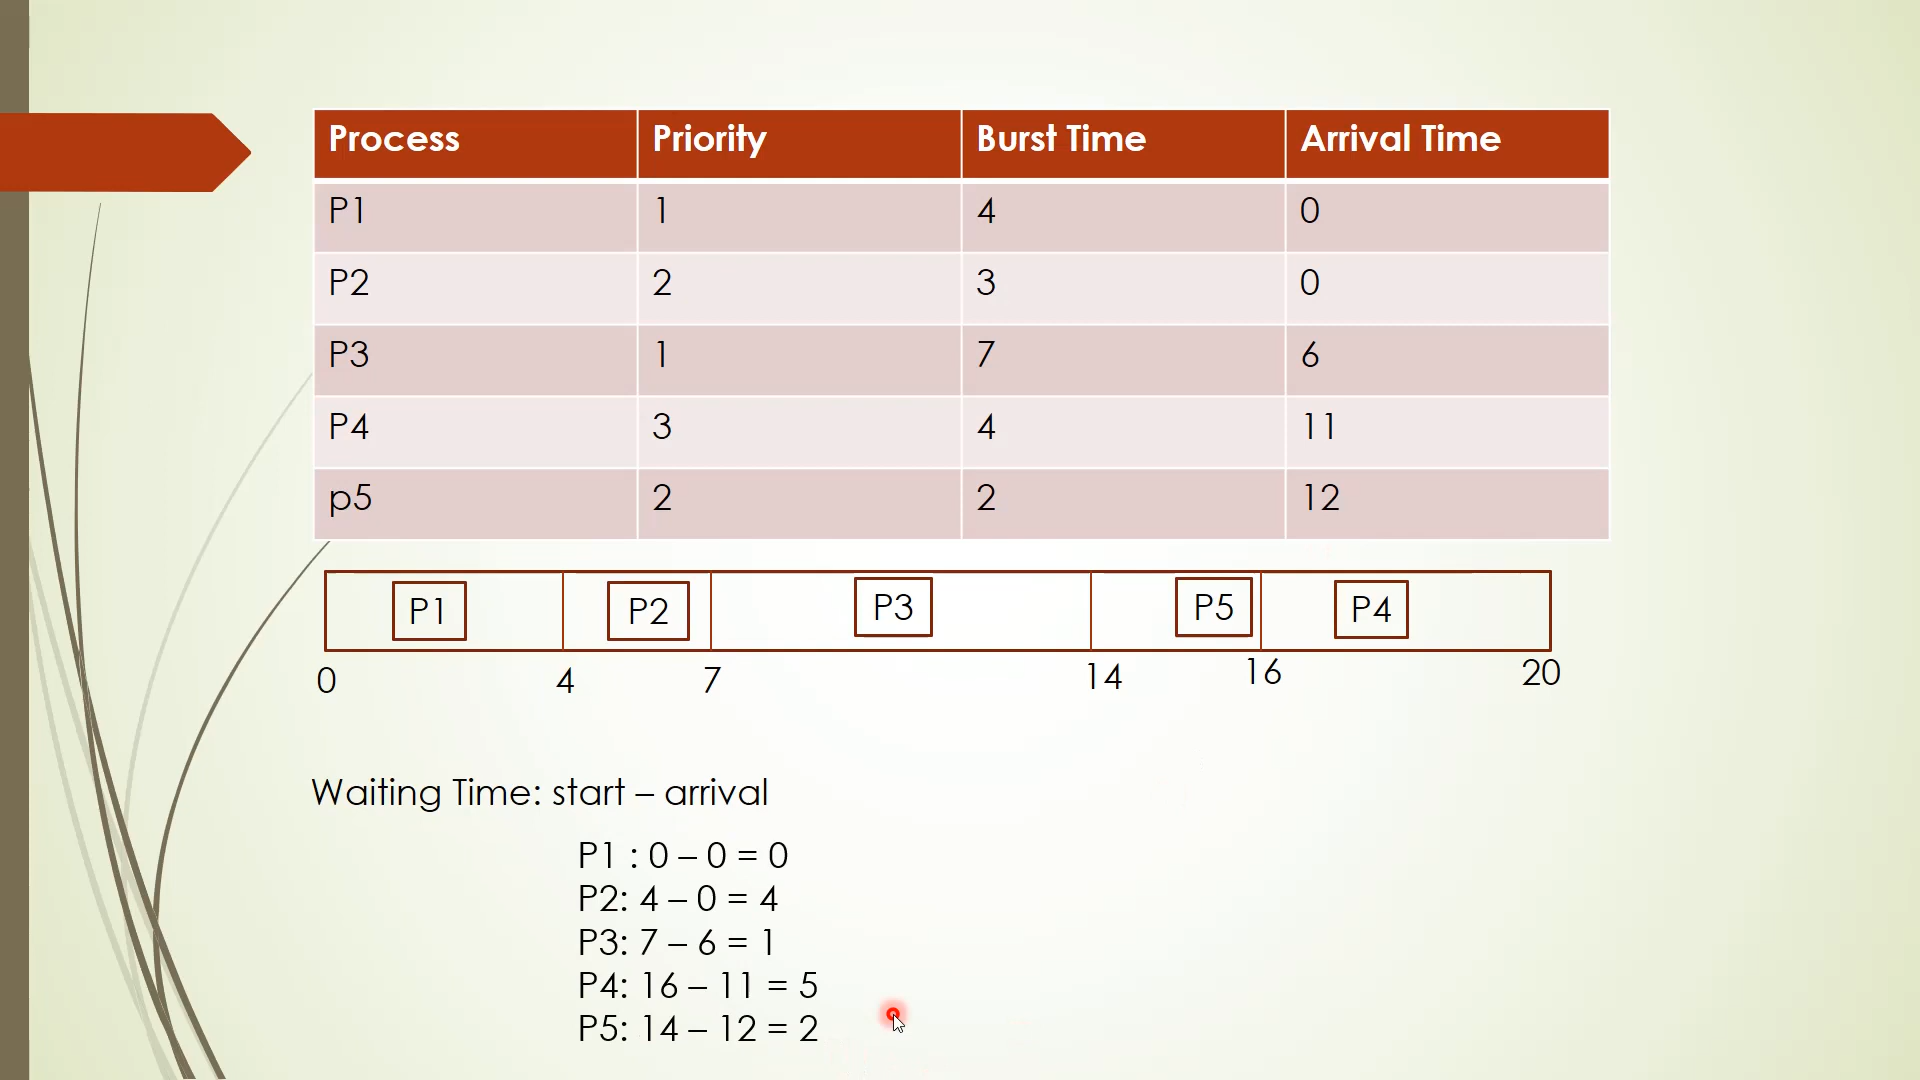 Process Priority Burst Time Arrival Time
P1 1 4 0
P2 2 3 0
P3 1 7 6
P4 3 4 11
p5 2 2 12
P1 P2 P3 P5 P4
0 4 7 14 16 20
Waiting Time: start – arrival
P1 : 0 – 0 = 0
P2: 4 – 0 = 4
P3: 7 – 6 = 1
P4: 16 – 11 = 5
P5: 14 – 12 = 2